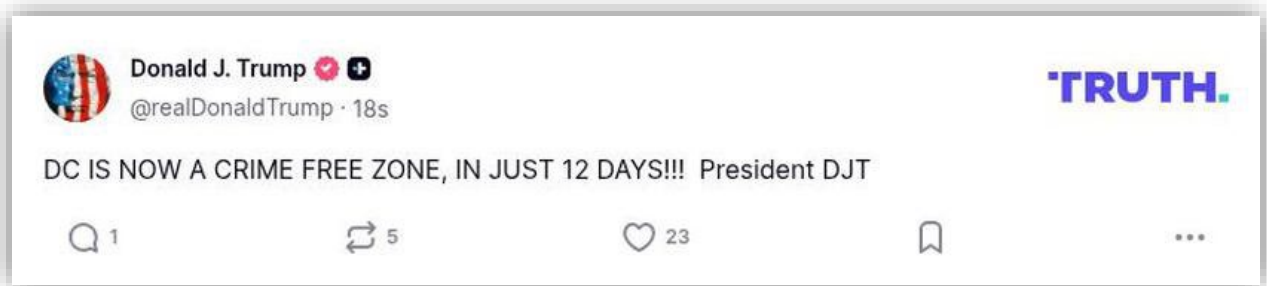 Donald J. Trump
TRUTH.
@realDonaldTrump · 18s
DC IS NOW A CRIME FREE ZONE, IN JUST 12 DAYS!!! President DJT
1 5 23